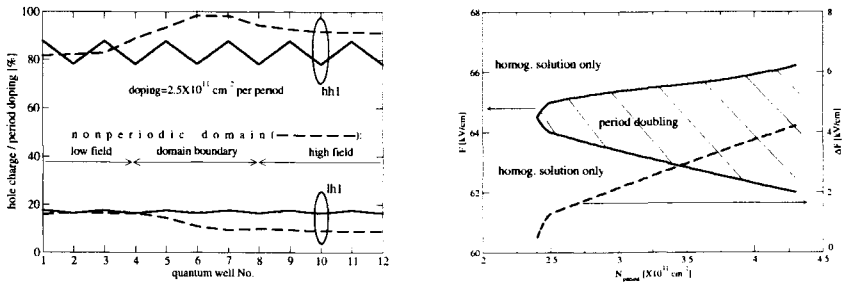 100
80
60
40
20
0
hole charge / period doping [%]
doping=2.5X10¹¹ cm⁻² per period
hh1
nonperiodic domain (— — —):
low field
domain boundary
high field
lh1
1 2 3 4 5 6 7 8 9 10 11 12
quantum well No.
68
66
64
62
60
F [kV/cm]
homog. solution only
period doubling
homog. solution only
8
6
4
2
0
ΔF [kV/cm]
2 2.5 3 3.5 4 4.5
[X10¹¹ cm⁻²]